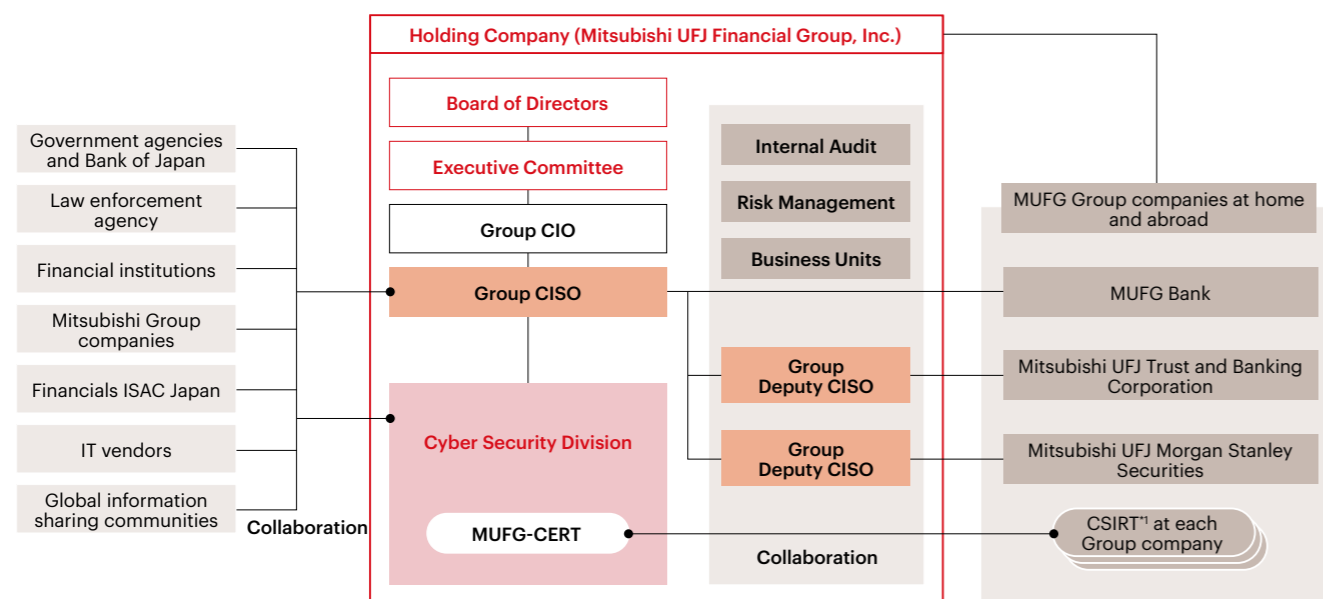 Holding Company (Mitsubishi UFJ Financial Group, Inc.)
Board of Directors
Executive Committee
Group CIO
Group CISO
Cyber Security Division
MUFG-CERT
Government agencies
and Bank of Japan
Law enforcement
agency
Financial institutions
Mitsubishi Group
companies
Financials ISAC Japan
IT vendors
Global information
sharing communities
Collaboration
Internal Audit
Risk Management
Business Units
Group
Deputy CISO
Group
Deputy CISO
Collaboration
MUFG Group companies at home
and abroad
MUFG Bank
Mitsubishi UFJ Trust and Banking
Corporation
Mitsubishi UFJ Morgan Stanley
Securities
CSIRT*1 at each
Group company